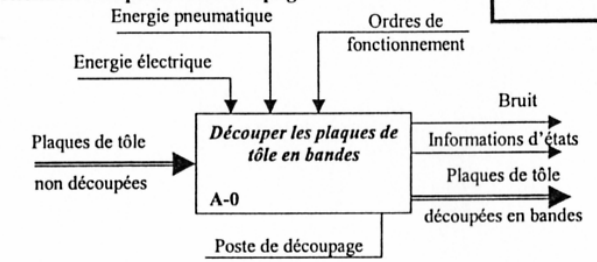 Energie pneumatique
Ordres de
fonctionnement
Energie électrique
Bruit
Découper les plaques de
tôle en bandes
Informations d'états
Plaques de tôle
non découpées
Plaques de tôle
découpées en bandes
A-0
Poste de découpage